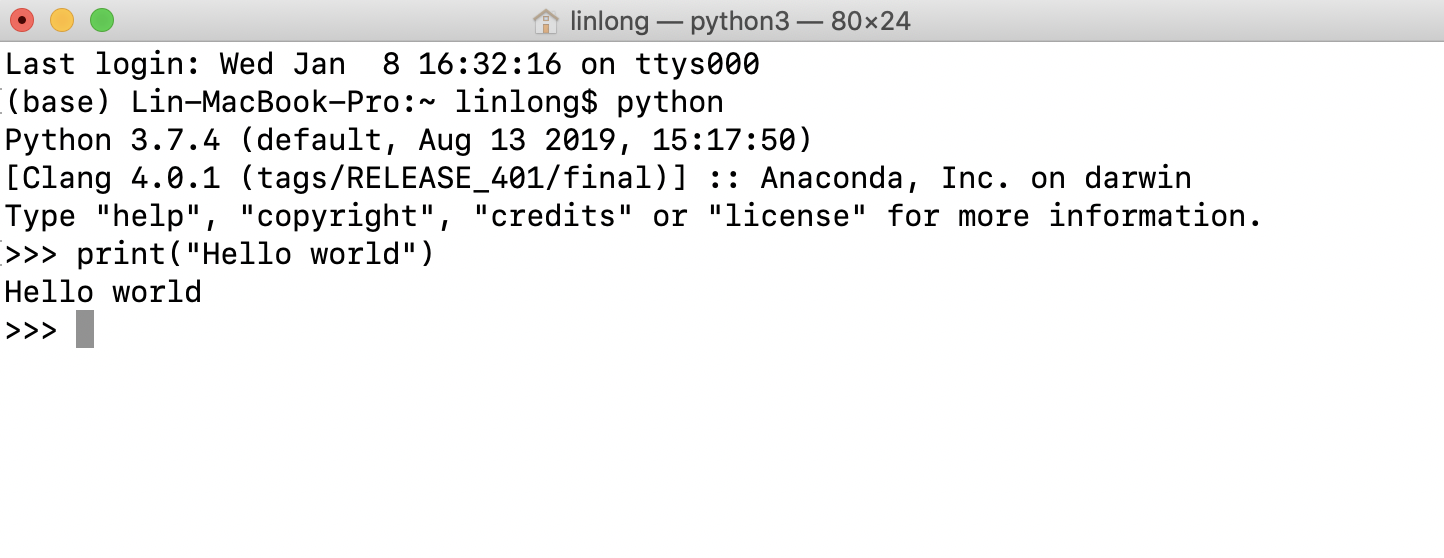 linlong — python3 — 80×24
Last login: Wed Jan  8 16:32:16 on ttys000
(base) Lin-MacBook-Pro:~ linlong$ python
Python 3.7.4 (default, Aug 13 2019, 15:17:50)
[Clang 4.0.1 (tags/RELEASE_401/final)] :: Anaconda, Inc. on darwin
Type "help", "copyright", "credits" or "license" for more information.
>>> print("Hello world")
Hello world
>>>